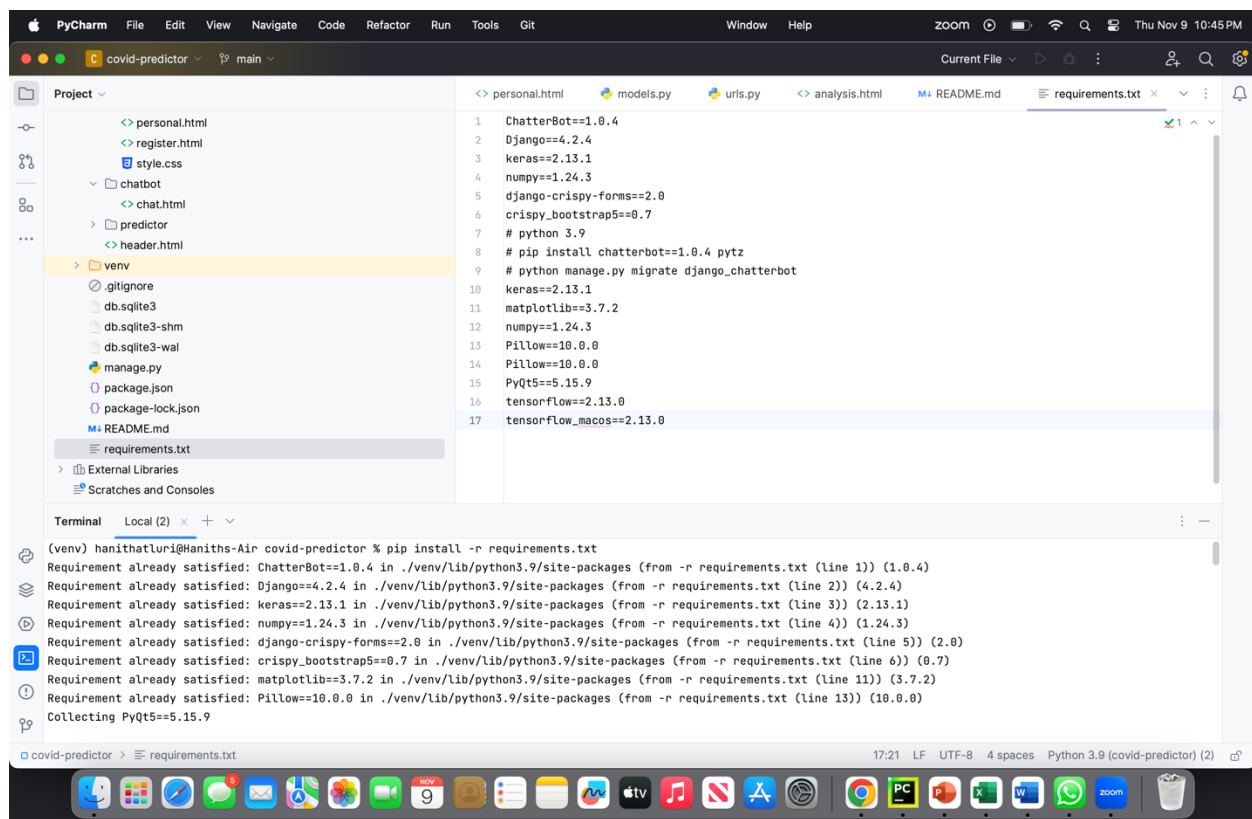 PyCharm File Edit View Navigate Code Refactor Run Tools Git Window Help zoom Thu Nov 9 10:45 PM
C covid-predictor main Current File
Project
<> personal.html models.py urls.py <> analysis.html M↓ README.md requirements.txt
<> personal.html
<> register.html
style.css
chatbot
<> chat.html
predictor
<> header.html
venv
.gitignore
db.sqlite3
db.sqlite3-shm
db.sqlite3-wal
manage.py
{} package.json
{} package-lock.json
M↓ README.md
requirements.txt
External Libraries
Scratches and Consoles
1 ChatterBot==1.0.4
2 Django==4.2.4
3 keras==2.13.1
4 numpy==1.24.3
5 django-crispy-forms==2.0
6 crispy_bootstrap5==0.7
7 # python 3.9
8 # pip install chatterbot==1.0.4 pytz
9 # python manage.py migrate django_chatterbot
10 keras==2.13.1
11 matplotlib==3.7.2
12 numpy==1.24.3
13 Pillow==10.0.0
14 Pillow==10.0.0
15 PyQt5==5.15.9
16 tensorflow==2.13.0
17 tensorflow_macos==2.13.0
1
Terminal Local (2)
(venv) hanithatluri@Haniths-Air covid-predictor % pip install -r requirements.txt
Requirement already satisfied: ChatterBot==1.0.4 in ./venv/lib/python3.9/site-packages (from -r requirements.txt (line 1)) (1.0.4)
Requirement already satisfied: Django==4.2.4 in ./venv/lib/python3.9/site-packages (from -r requirements.txt (line 2)) (4.2.4)
Requirement already satisfied: keras==2.13.1 in ./venv/lib/python3.9/site-packages (from -r requirements.txt (line 3)) (2.13.1)
Requirement already satisfied: numpy==1.24.3 in ./venv/lib/python3.9/site-packages (from -r requirements.txt (line 4)) (1.24.3)
Requirement already satisfied: django-crispy-forms==2.0 in ./venv/lib/python3.9/site-packages (from -r requirements.txt (line 5)) (2.0)
Requirement already satisfied: crispy_bootstrap5==0.7 in ./venv/lib/python3.9/site-packages (from -r requirements.txt (line 6)) (0.7)
Requirement already satisfied: matplotlib==3.7.2 in ./venv/lib/python3.9/site-packages (from -r requirements.txt (line 11)) (3.7.2)
Requirement already satisfied: Pillow==10.0.0 in ./venv/lib/python3.9/site-packages (from -r requirements.txt (line 13)) (10.0.0)
Collecting PyQt5==5.15.9
covid-predictor > requirements.txt 17:21 LF UTF-8 4 spaces Python 3.9 (covid-predictor) (2)
5 NOV 9 tv PC P X W zoom